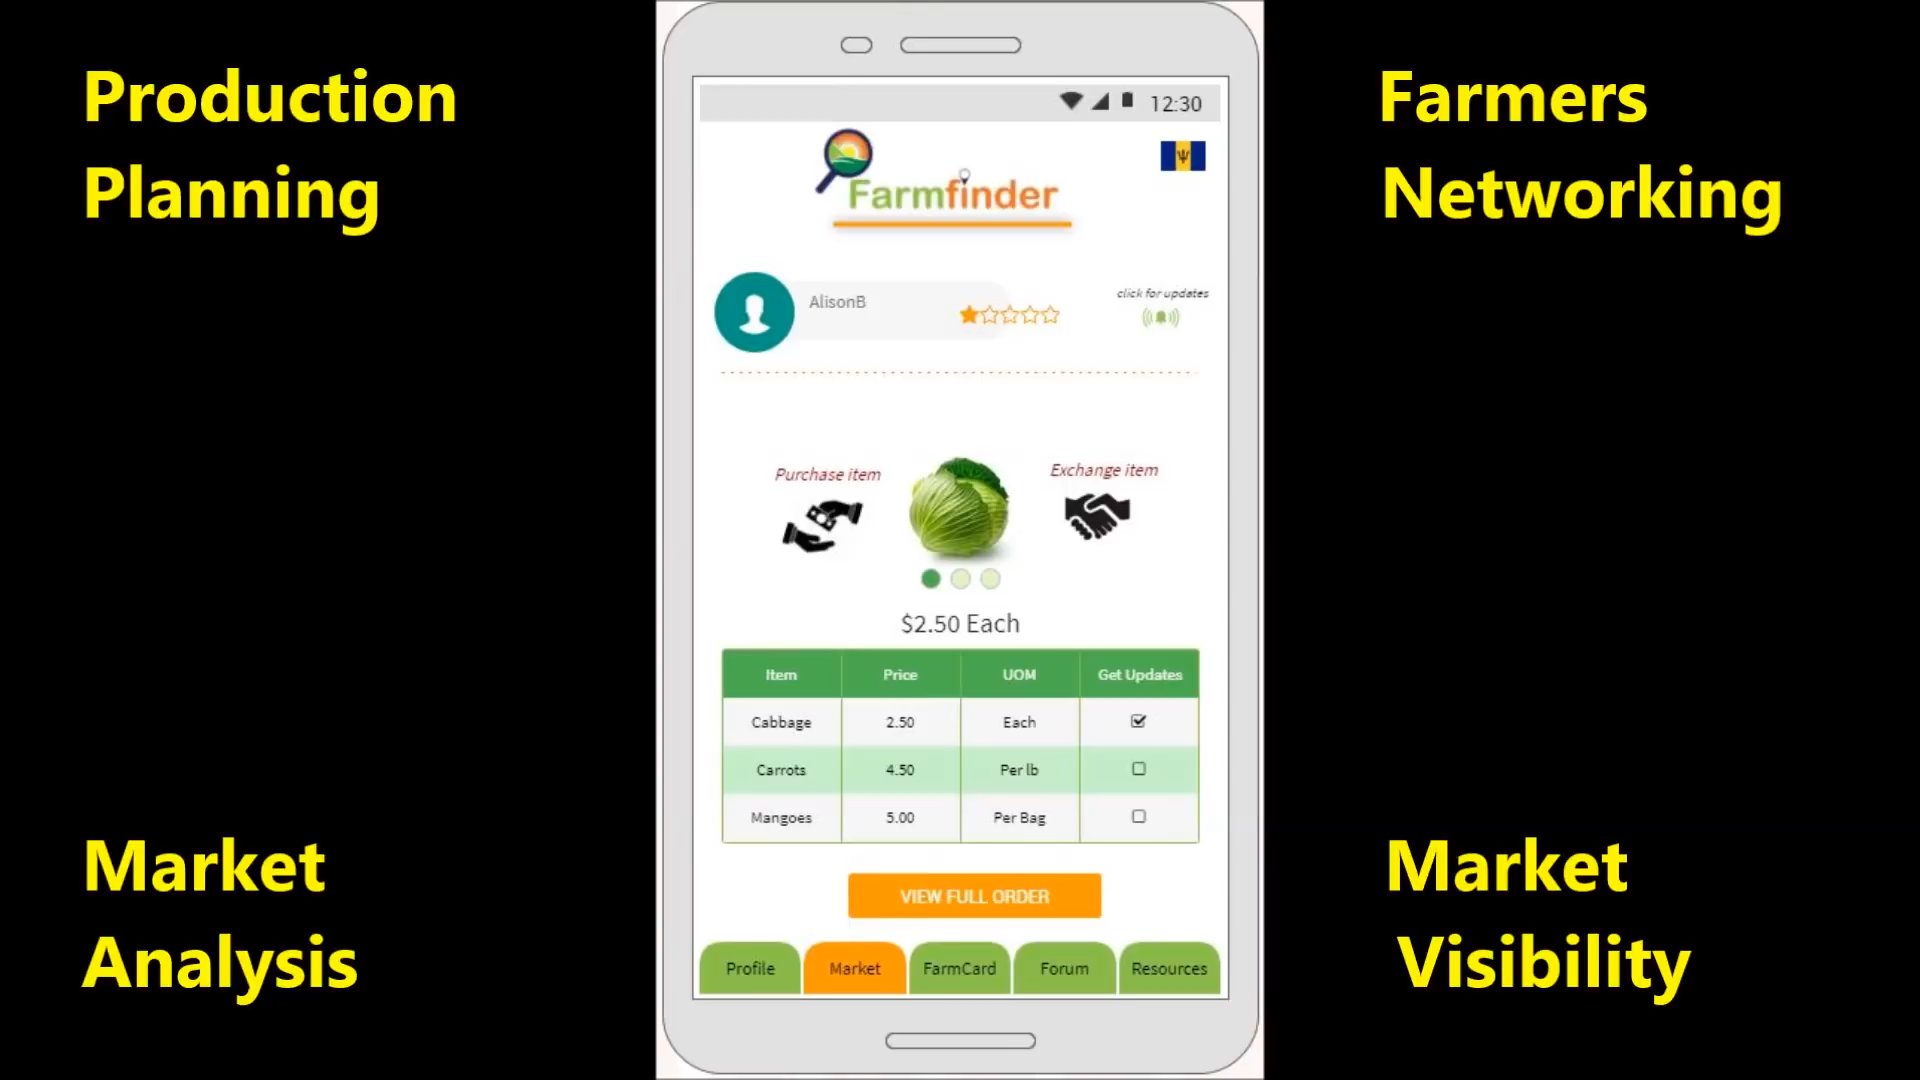 Production
Planning
Farmers
Networking
12:30
Farmfinder
AlisonB
click for updates
Purchase item
Exchange item
$2.50 Each
Item Price UOM Get Updates
Cabbage 2.50 Each
Carrots 4.50 Per lb
Mangoes 5.00 Per Bag
VIEW FULL ORDER
Profile Market FarmCard Forum Resources
Market
Analysis
Market
Visibility